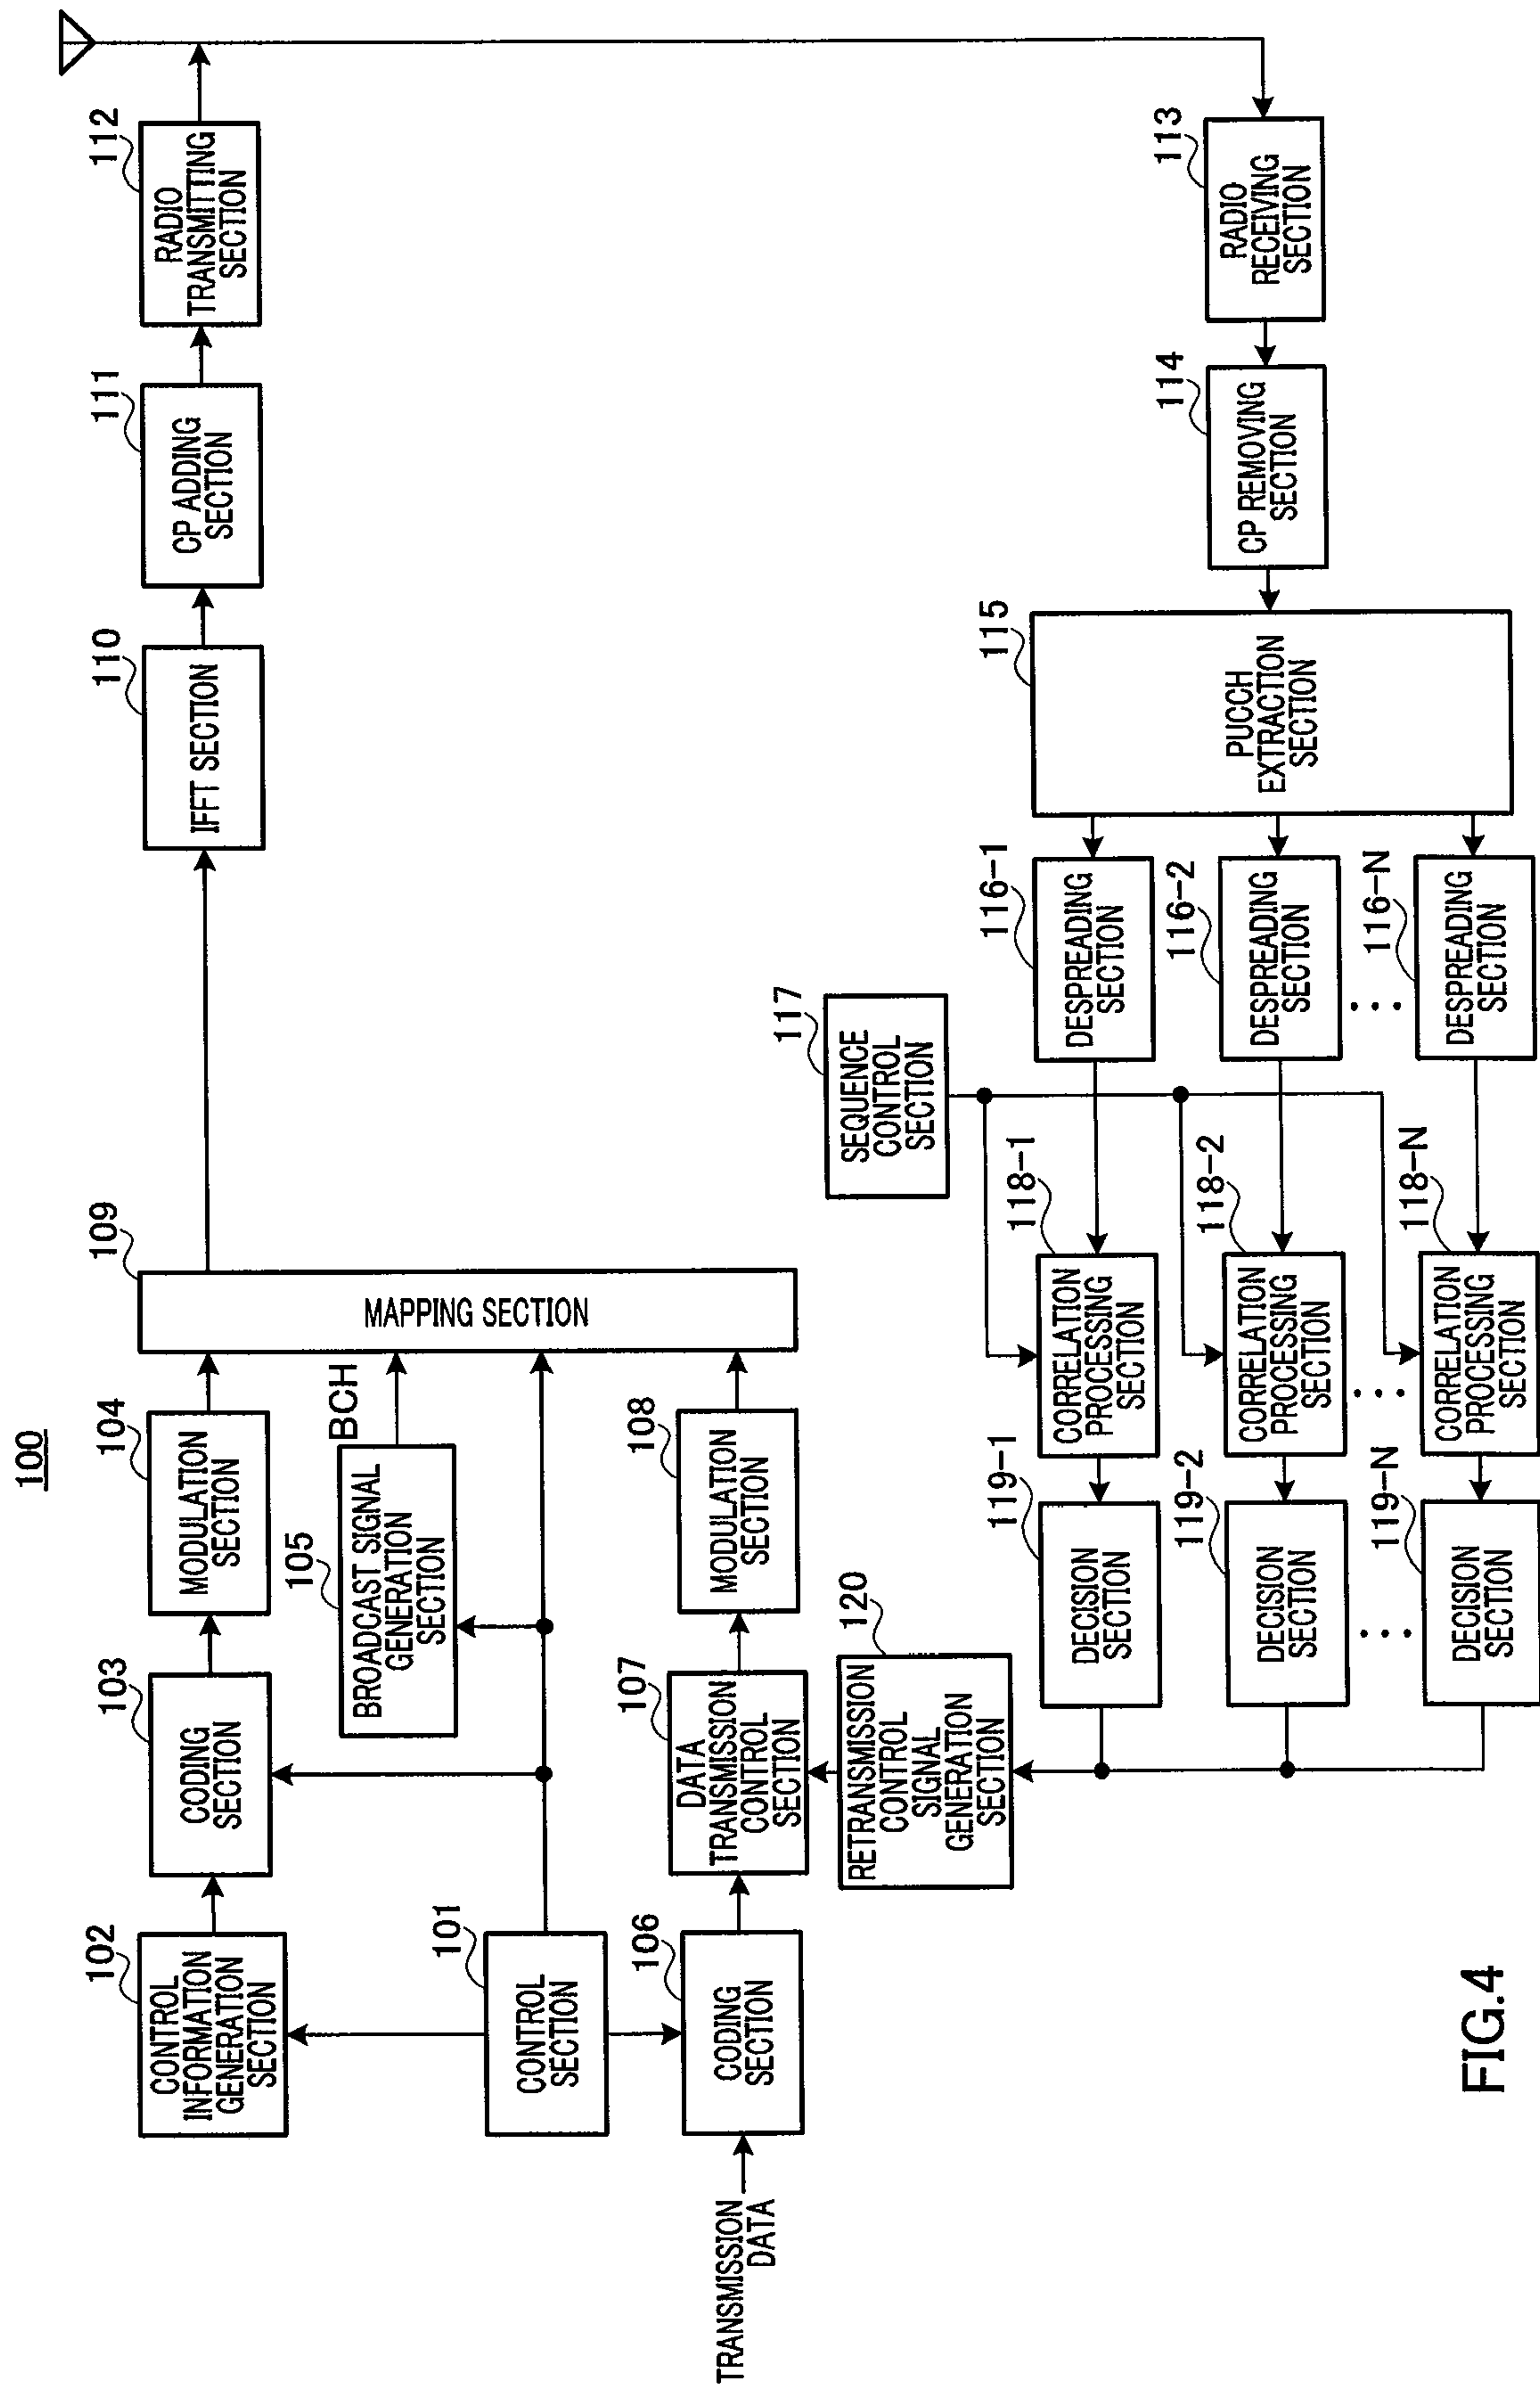 100
102
CONTROL
INFORMATION
GENERATION
SECTION
103
CODING
SECTION
104
MODULATION
SECTION
109
MAPPING SECTION
110
IFFT SECTION
111
CP ADDING
SECTION
112
RADIO
TRANSMITTING
SECTION
101
CONTROL
SECTION
105
BROADCAST SIGNAL
GENERATION
SECTION
BCH
TRANSMISSION
DATA
106
CODING
SECTION
107
DATA
TRANSMISSION
CONTROL
SECTION
108
MODULATION
SECTION
120
RETRANSMISSION
CONTROL
SIGNAL
GENERATION
SECTION
117
SEQUENCE
CONTROL
SECTION
119-1
DECISION
SECTION
118-1
CORRELATION
PROCESSING
SECTION
116-1
DESPREADING
SECTION
115
PUCCH
EXTRACTION
SECTION
114
CP REMOVING
SECTION
113
RADIO
RECEIVING
SECTION
119-2
DECISION
SECTION
118-2
CORRELATION
PROCESSING
SECTION
116-2
DESPREADING
SECTION
119-N
DECISION
SECTION
118-N
CORRELATION
PROCESSING
SECTION
116-N
DESPREADING
SECTION
FIG.4